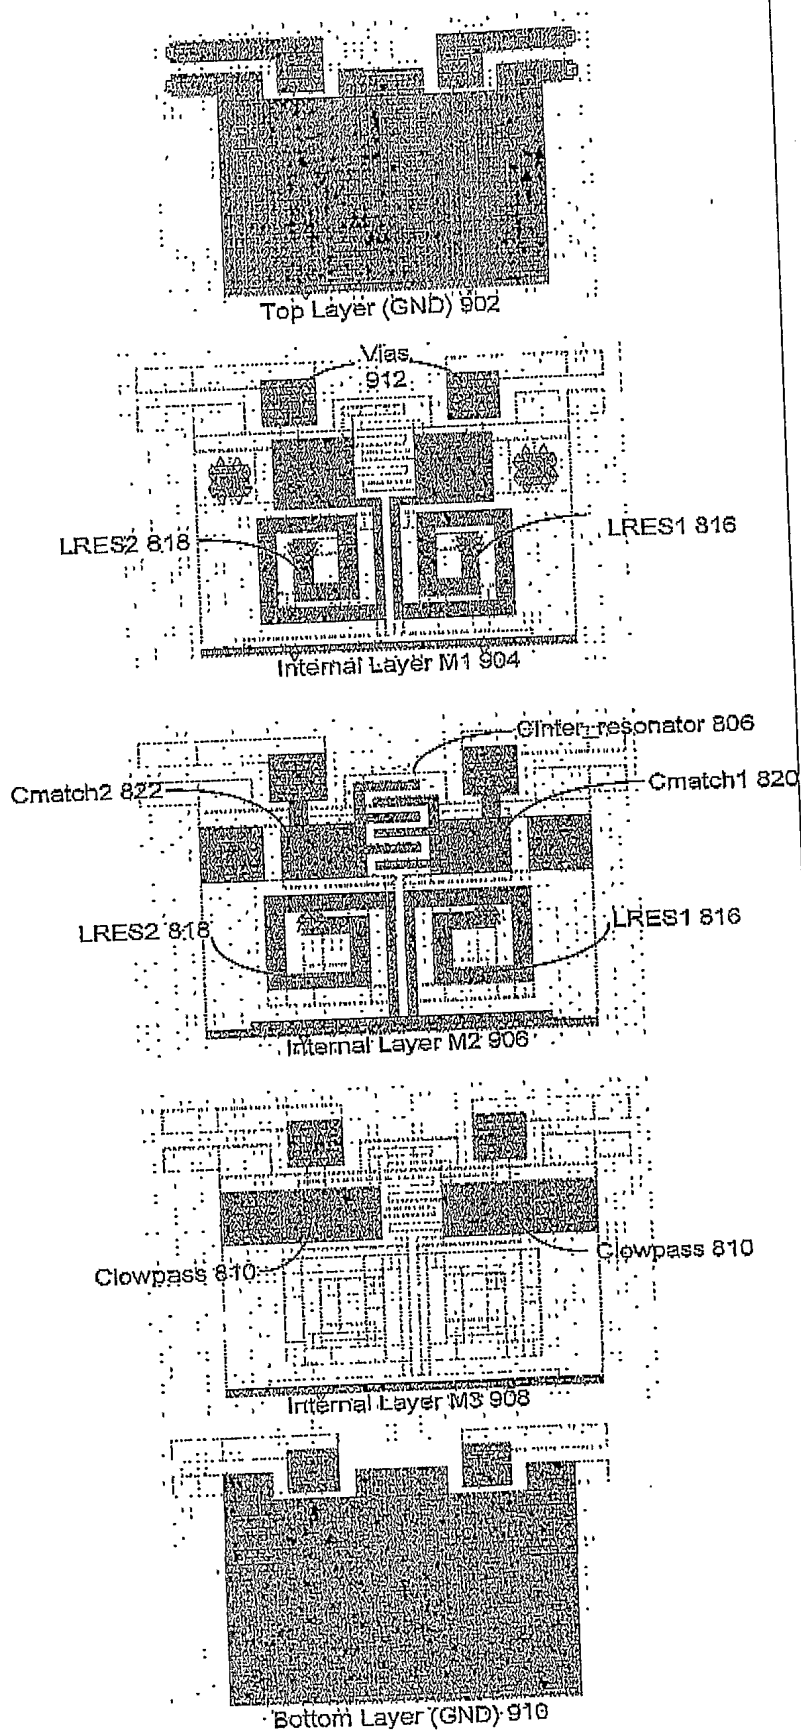 Top Layer (GND) 902
Vias
912
LRES2 818
LRES1 816
Internal Layer M1 904
Cinter_resonator 806
Cmatch2 822
Cmatch1 820
LRES2 818
LRES1 816
Internal Layer M2 906
Clowpass 810
Clowpass 810
Internal Layer M3 908
Bottom Layer (GND) 910